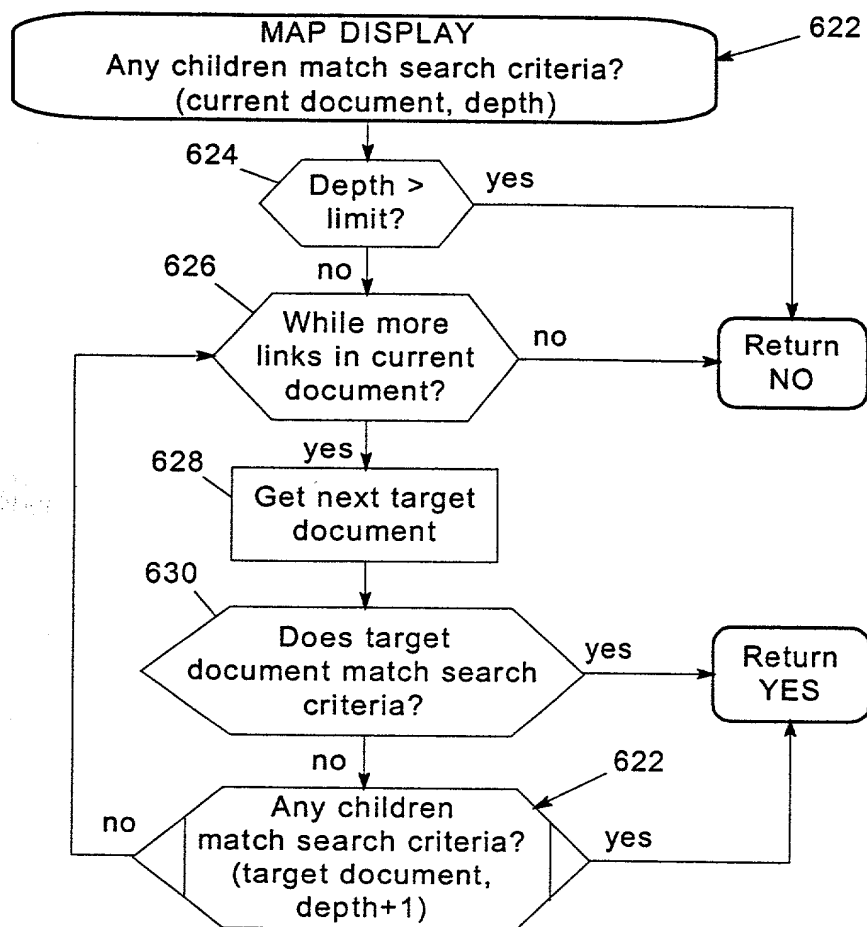 MAP DISPLAY
Any children match search criteria?
(current document, depth)
622
624
Depth >
limit?
yes
no
626
While more
links in current
document?
no
Return
NO
yes
628
Get next target
document
630
Does target
document match search
criteria?
yes
Return
YES
no
622
no
Any children
match search criteria?
(target document,
depth+1)
yes